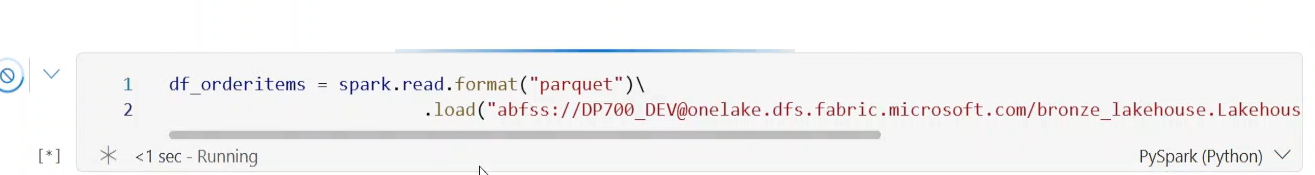 1 df_orderitems = spark.read.format("parquet")\
2 .load("abfss://DP700_DEV@onelake.dfs.fabric.microsoft.com/bronze_lakehouse.Lakehous
[*] <1 sec - Running PySpark (Python)